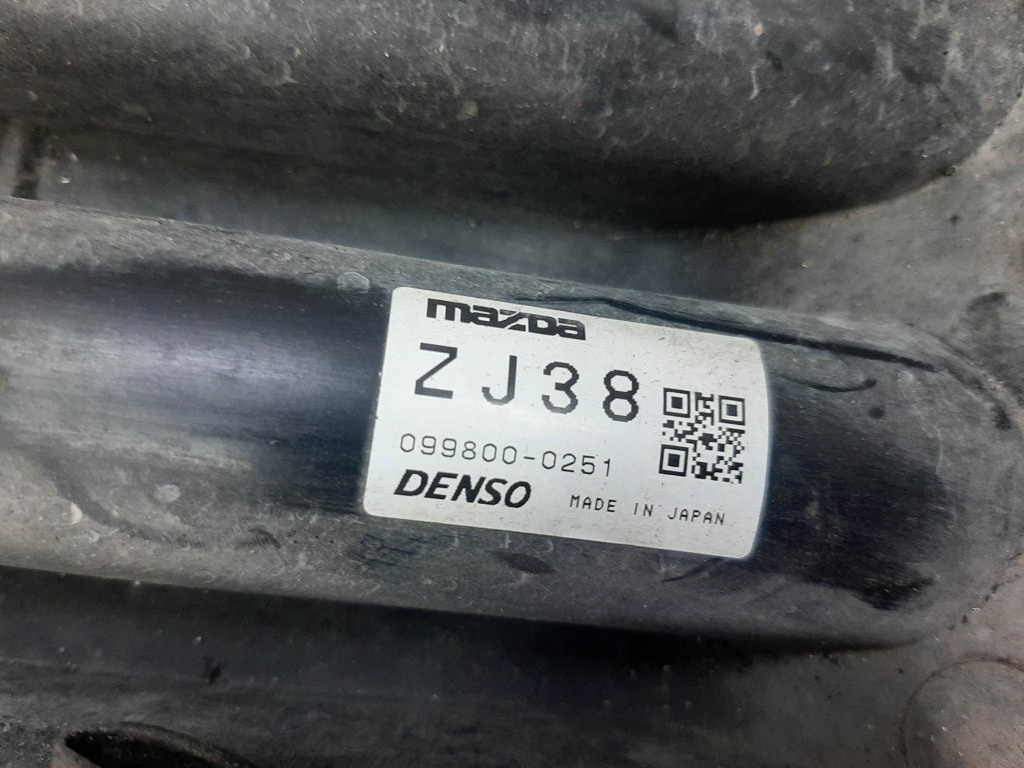 mazda
ZJ38
099800-0251
DENSO MADE IN JAPAN